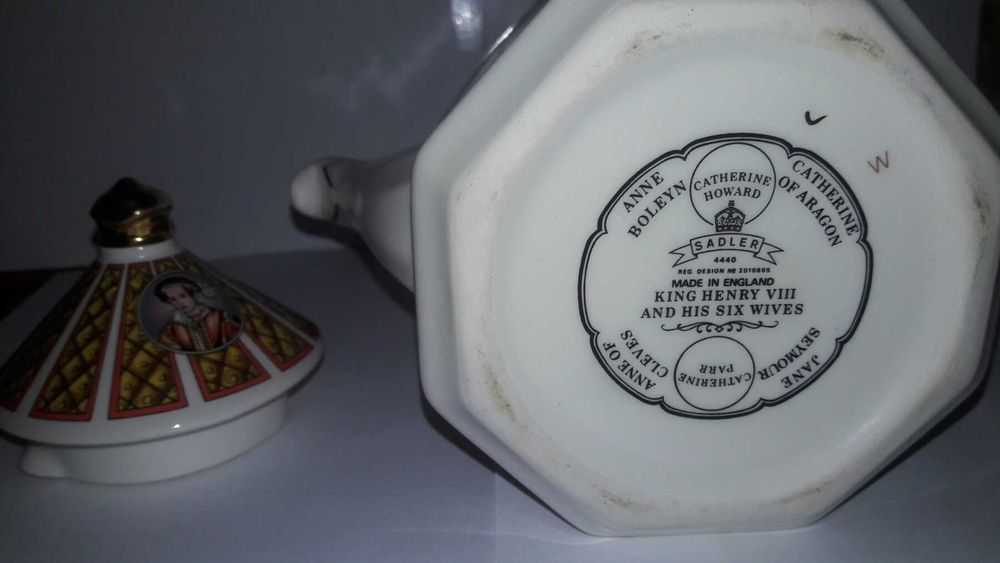 W
CATHERINE
HOWARD
ANNE
BOLEYN
CATHERINE
OF ARAGON
SADLER
4440
REG. DESIGN Nº 2010605
MADE IN ENGLAND
KING HENRY VIII
AND HIS SIX WIVES
ANNE OF
CLEVES
CATHERINE
PARR
JANE
SEYMOUR